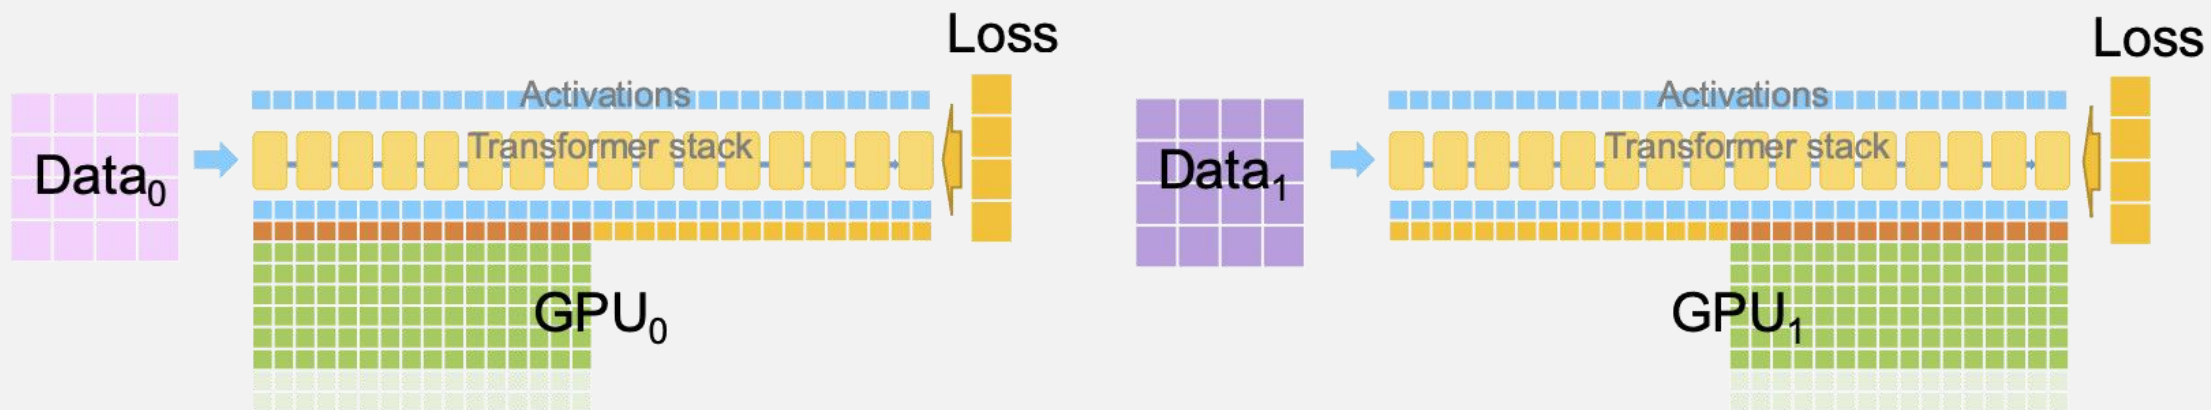 Loss
Loss
Activations
Activations
Transformer stack
Transformer stack
Data₀
Data₁
GPU₀
GPU₁